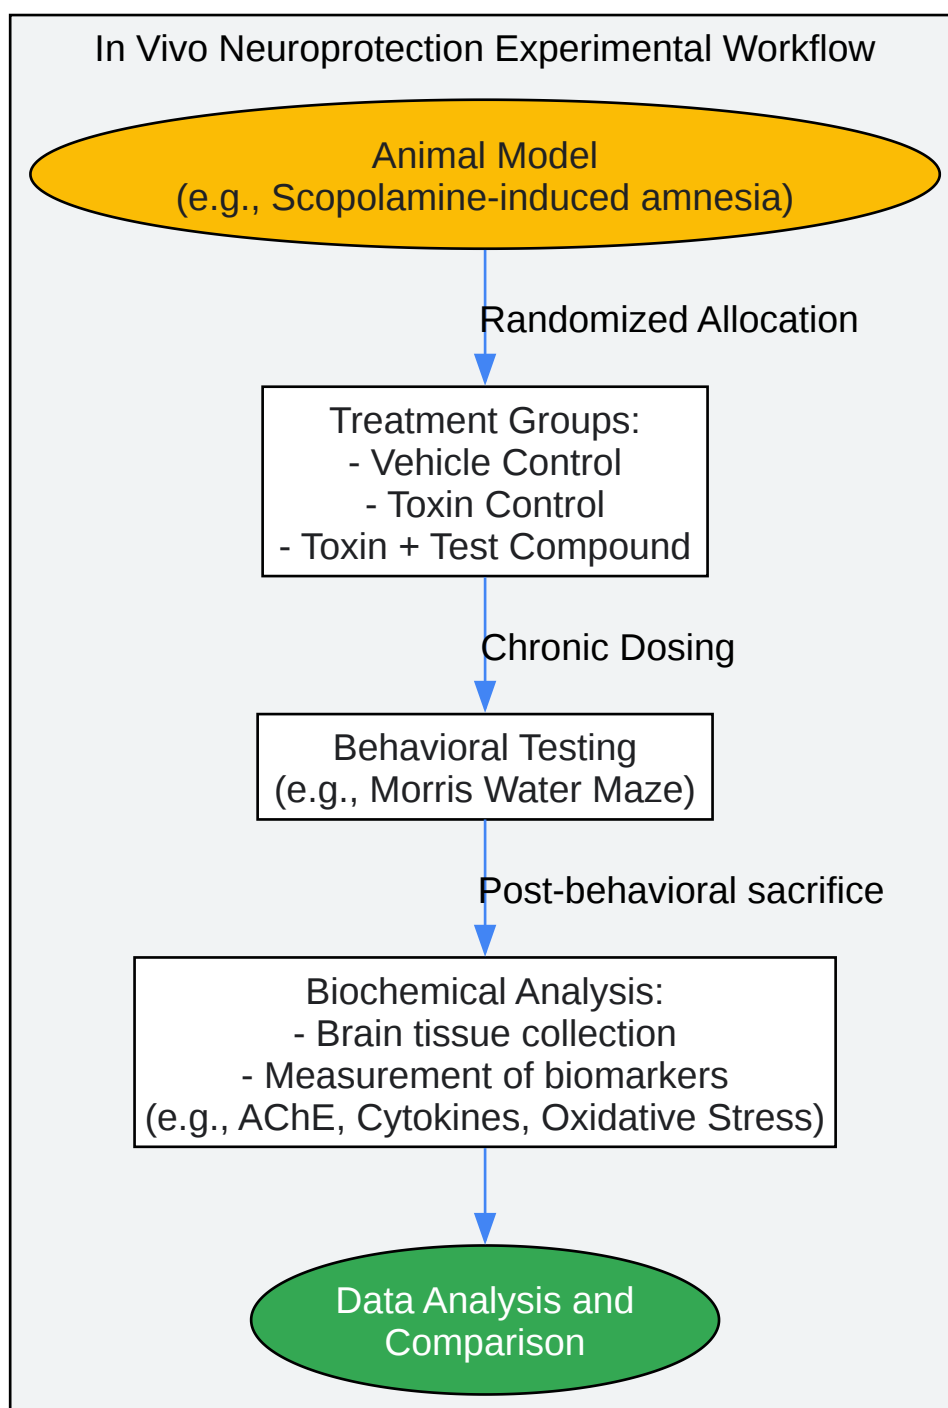 In Vivo Neuroprotection Experimental Workflow
Animal Model
(e.g., Scopolamine-induced amnesia)
Randomized Allocation
Treatment Groups:
- Vehicle Control
- Toxin Control
- Toxin + Test Compound
Chronic Dosing
Behavioral Testing
(e.g., Morris Water Maze)
Post-behavioral sacrifice
Biochemical Analysis:
- Brain tissue collection
- Measurement of biomarkers
(e.g., AChE, Cytokines, Oxidative Stress)
Data Analysis and
Comparison